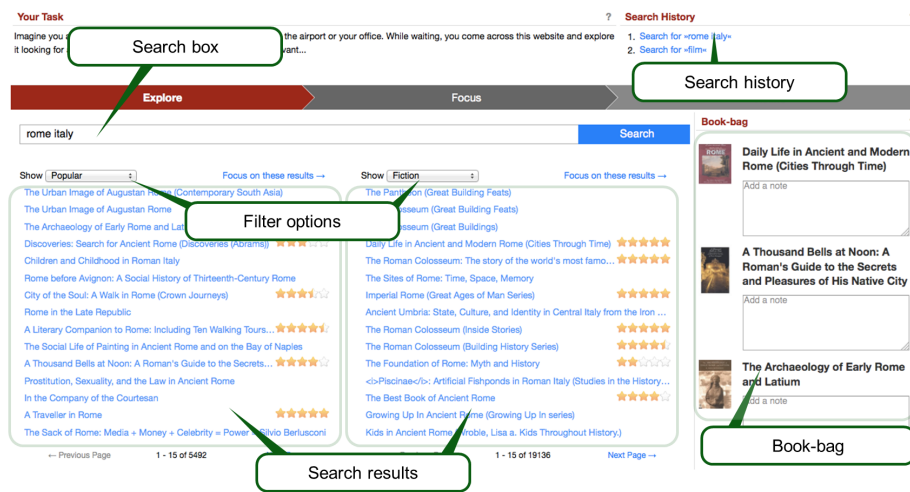 Your Task
?
Search History
Imagine you a
the airport or your office. While waiting, you come across this website and explore
it looking for
vant...
1. Search for »rome italy«
2. Search for »film«
Search box
Search history
Explore
Focus
rome italy
Search
Show Popular
Focus on these results →
Show Fiction
Focus on these results →
Filter options
The Urban Image of Augustan Rome (Contemporary South Asia)
The Urban Image of Augustan Rome
The Archaeology of Early Rome and Lat
Discoveries: Search for Ancient Rome (Discoveries (Abrams))
Children and Childhood in Roman Italy
Rome before Avignon: A Social History of Thirteenth-Century Rome
City of the Soul: A Walk in Rome (Crown Journeys)
Rome in the Late Republic
A Literary Companion to Rome: Including Ten Walking Tours...
The Social Life of Painting in Ancient Rome and on the Bay of Naples
A Thousand Bells at Noon: A Roman's Guide to the Secrets...
Prostitution, Sexuality, and the Law in Ancient Rome
In the Company of the Courtesan
A Traveller in Rome
The Sack of Rome: Media + Money + Celebrity = Power = Silvio Berlusconi
← Previous Page
1 - 15 of 5492
The Pantheon (Great Building Feats)
olosseum (Great Building Feats)
olosseum (Great Buildings)
Daily Life in Ancient and Modern Rome (Cities Through Time)
The Roman Colosseum: The story of the world's most famo...
The Sites of Rome: Time, Space, Memory
Imperial Rome (Great Ages of Man Series)
Ancient Umbria: State, Culture, and Identity in Central Italy from the Iron ...
The Roman Colosseum (Inside Stories)
The Roman Colosseum (Building History Series)
The Foundation of Rome: Myth and History
<i>Piscinae</i>: Artificial Fishponds in Roman Italy (Studies in the History...
The Best Book of Ancient Rome
Growing Up In Ancient Rome (Growing Up In series)
Kids in Ancient Rome (Wroble, Lisa a. Kids Throughout History.)
1 - 15 of 19136
Next Page →
Search results
Book-bag
Daily Life in Ancient and Modern
Rome (Cities Through Time)
Add a note
A Thousand Bells at Noon: A
Roman's Guide to the Secrets
and Pleasures of His Native City
Add a note
The Archaeology of Early Rome
and Latium
Add a note
Book-bag